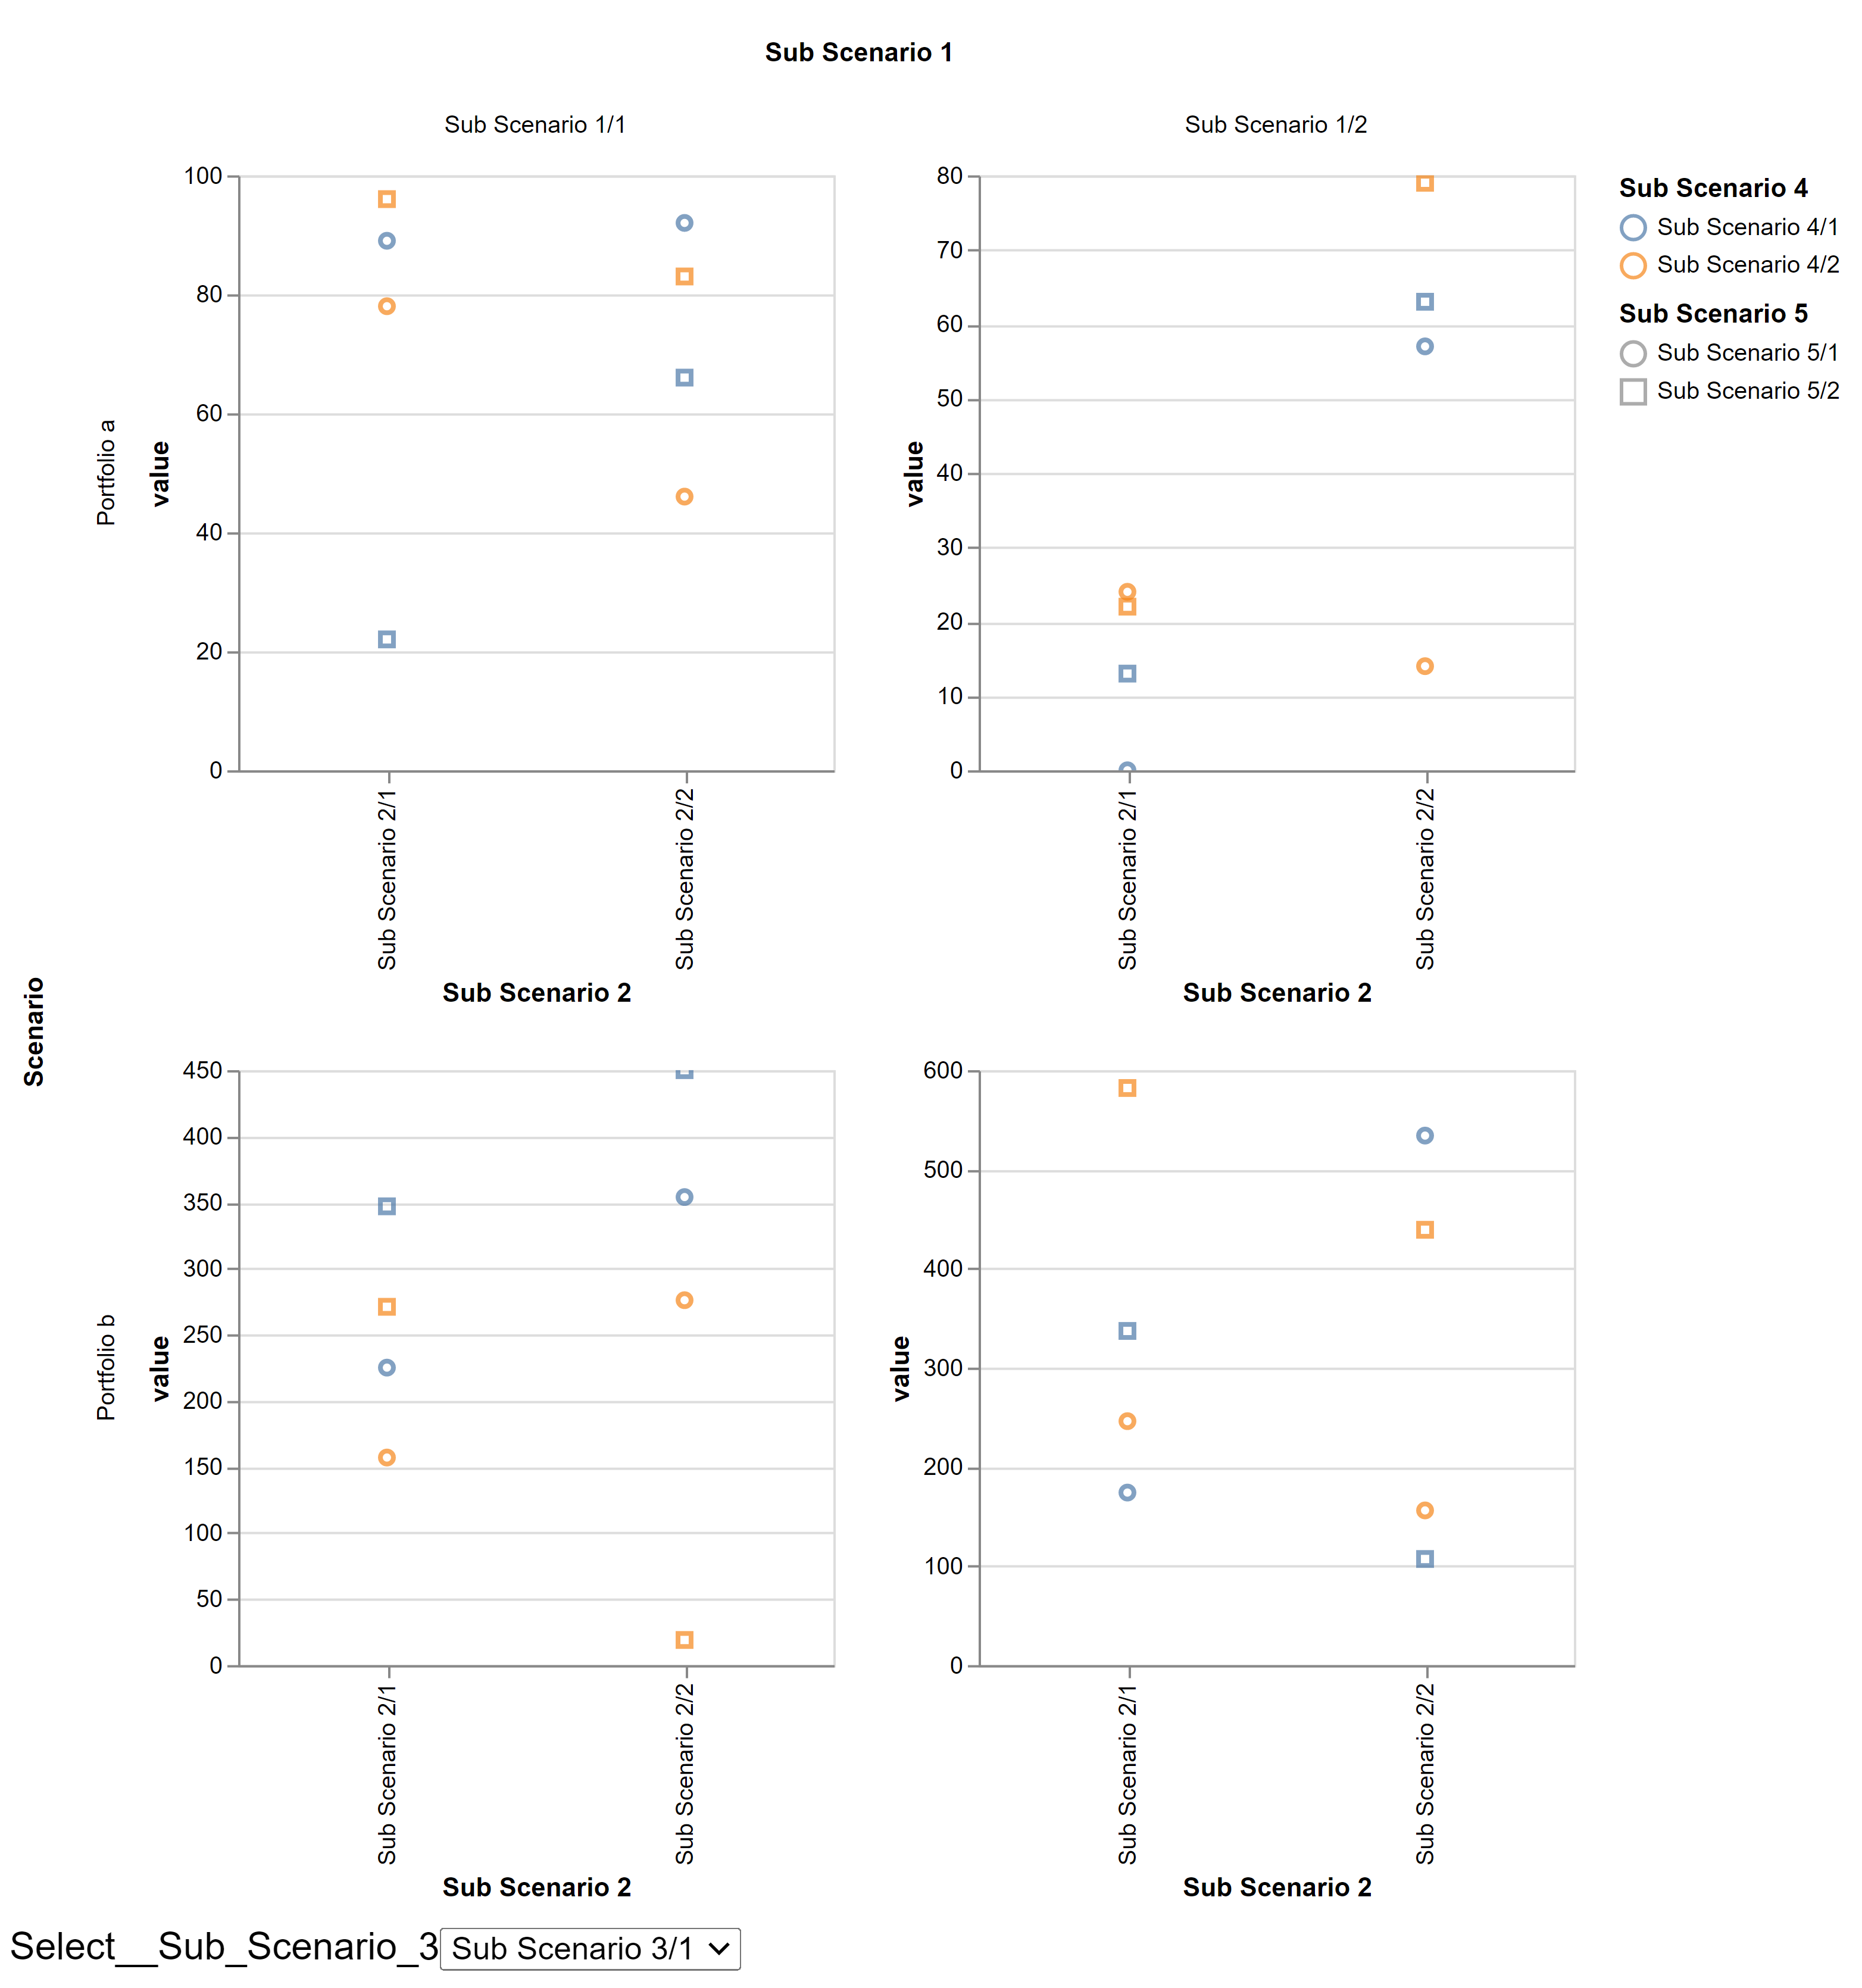 Sub Scenario 1
Sub Scenario 1/1
Sub Scenario 1/2
Scenario
Portfolio a
value
100
80
60
40
20
0
Sub Scenario 2/1
Sub Scenario 2/2
Sub Scenario 2
value
80
70
60
50
40
30
20
10
0
Sub Scenario 2/1
Sub Scenario 2/2
Sub Scenario 2
Sub Scenario 4
Sub Scenario 4/1
Sub Scenario 4/2
Sub Scenario 5
Sub Scenario 5/1
Sub Scenario 5/2
Portfolio b
value
450
400
350
300
250
200
150
100
50
0
Sub Scenario 2/1
Sub Scenario 2/2
Sub Scenario 2
value
600
500
400
300
200
100
0
Sub Scenario 2/1
Sub Scenario 2/2
Sub Scenario 2
Select__Sub_Scenario_3 Sub Scenario 3/1